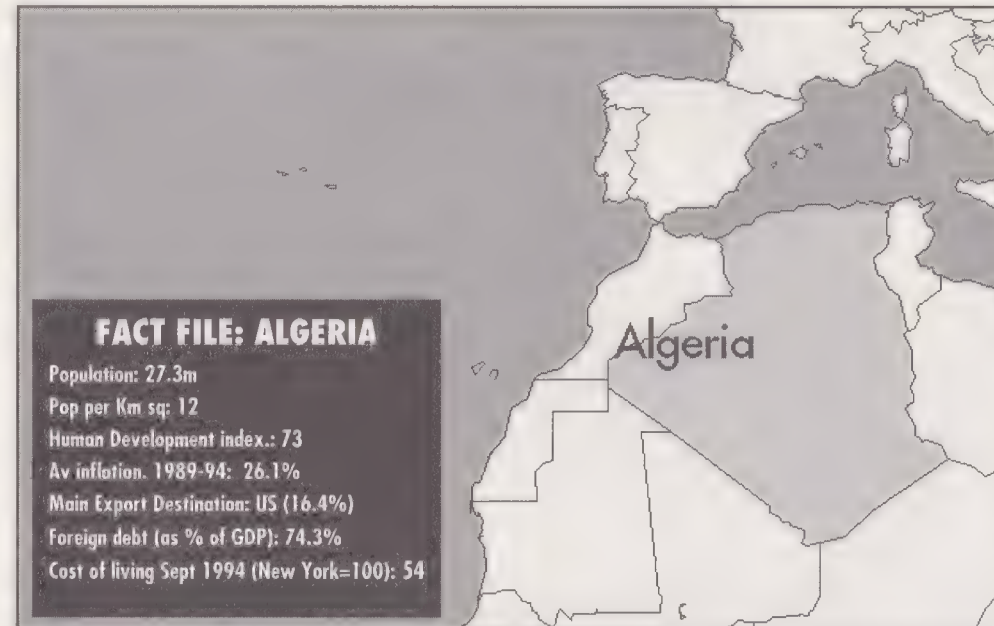 FACT FILE: ALGERIA
Population: 27.3m
Pop per Km sq: 12
Human Development index.: 73
Av inflation. 1989-94: 26.1%
Main Export Destination: US (16.4%)
Foreign debt (as % of GDP): 74.3%
Cost of living Sept 1994 (New York=100): 54
Algeria